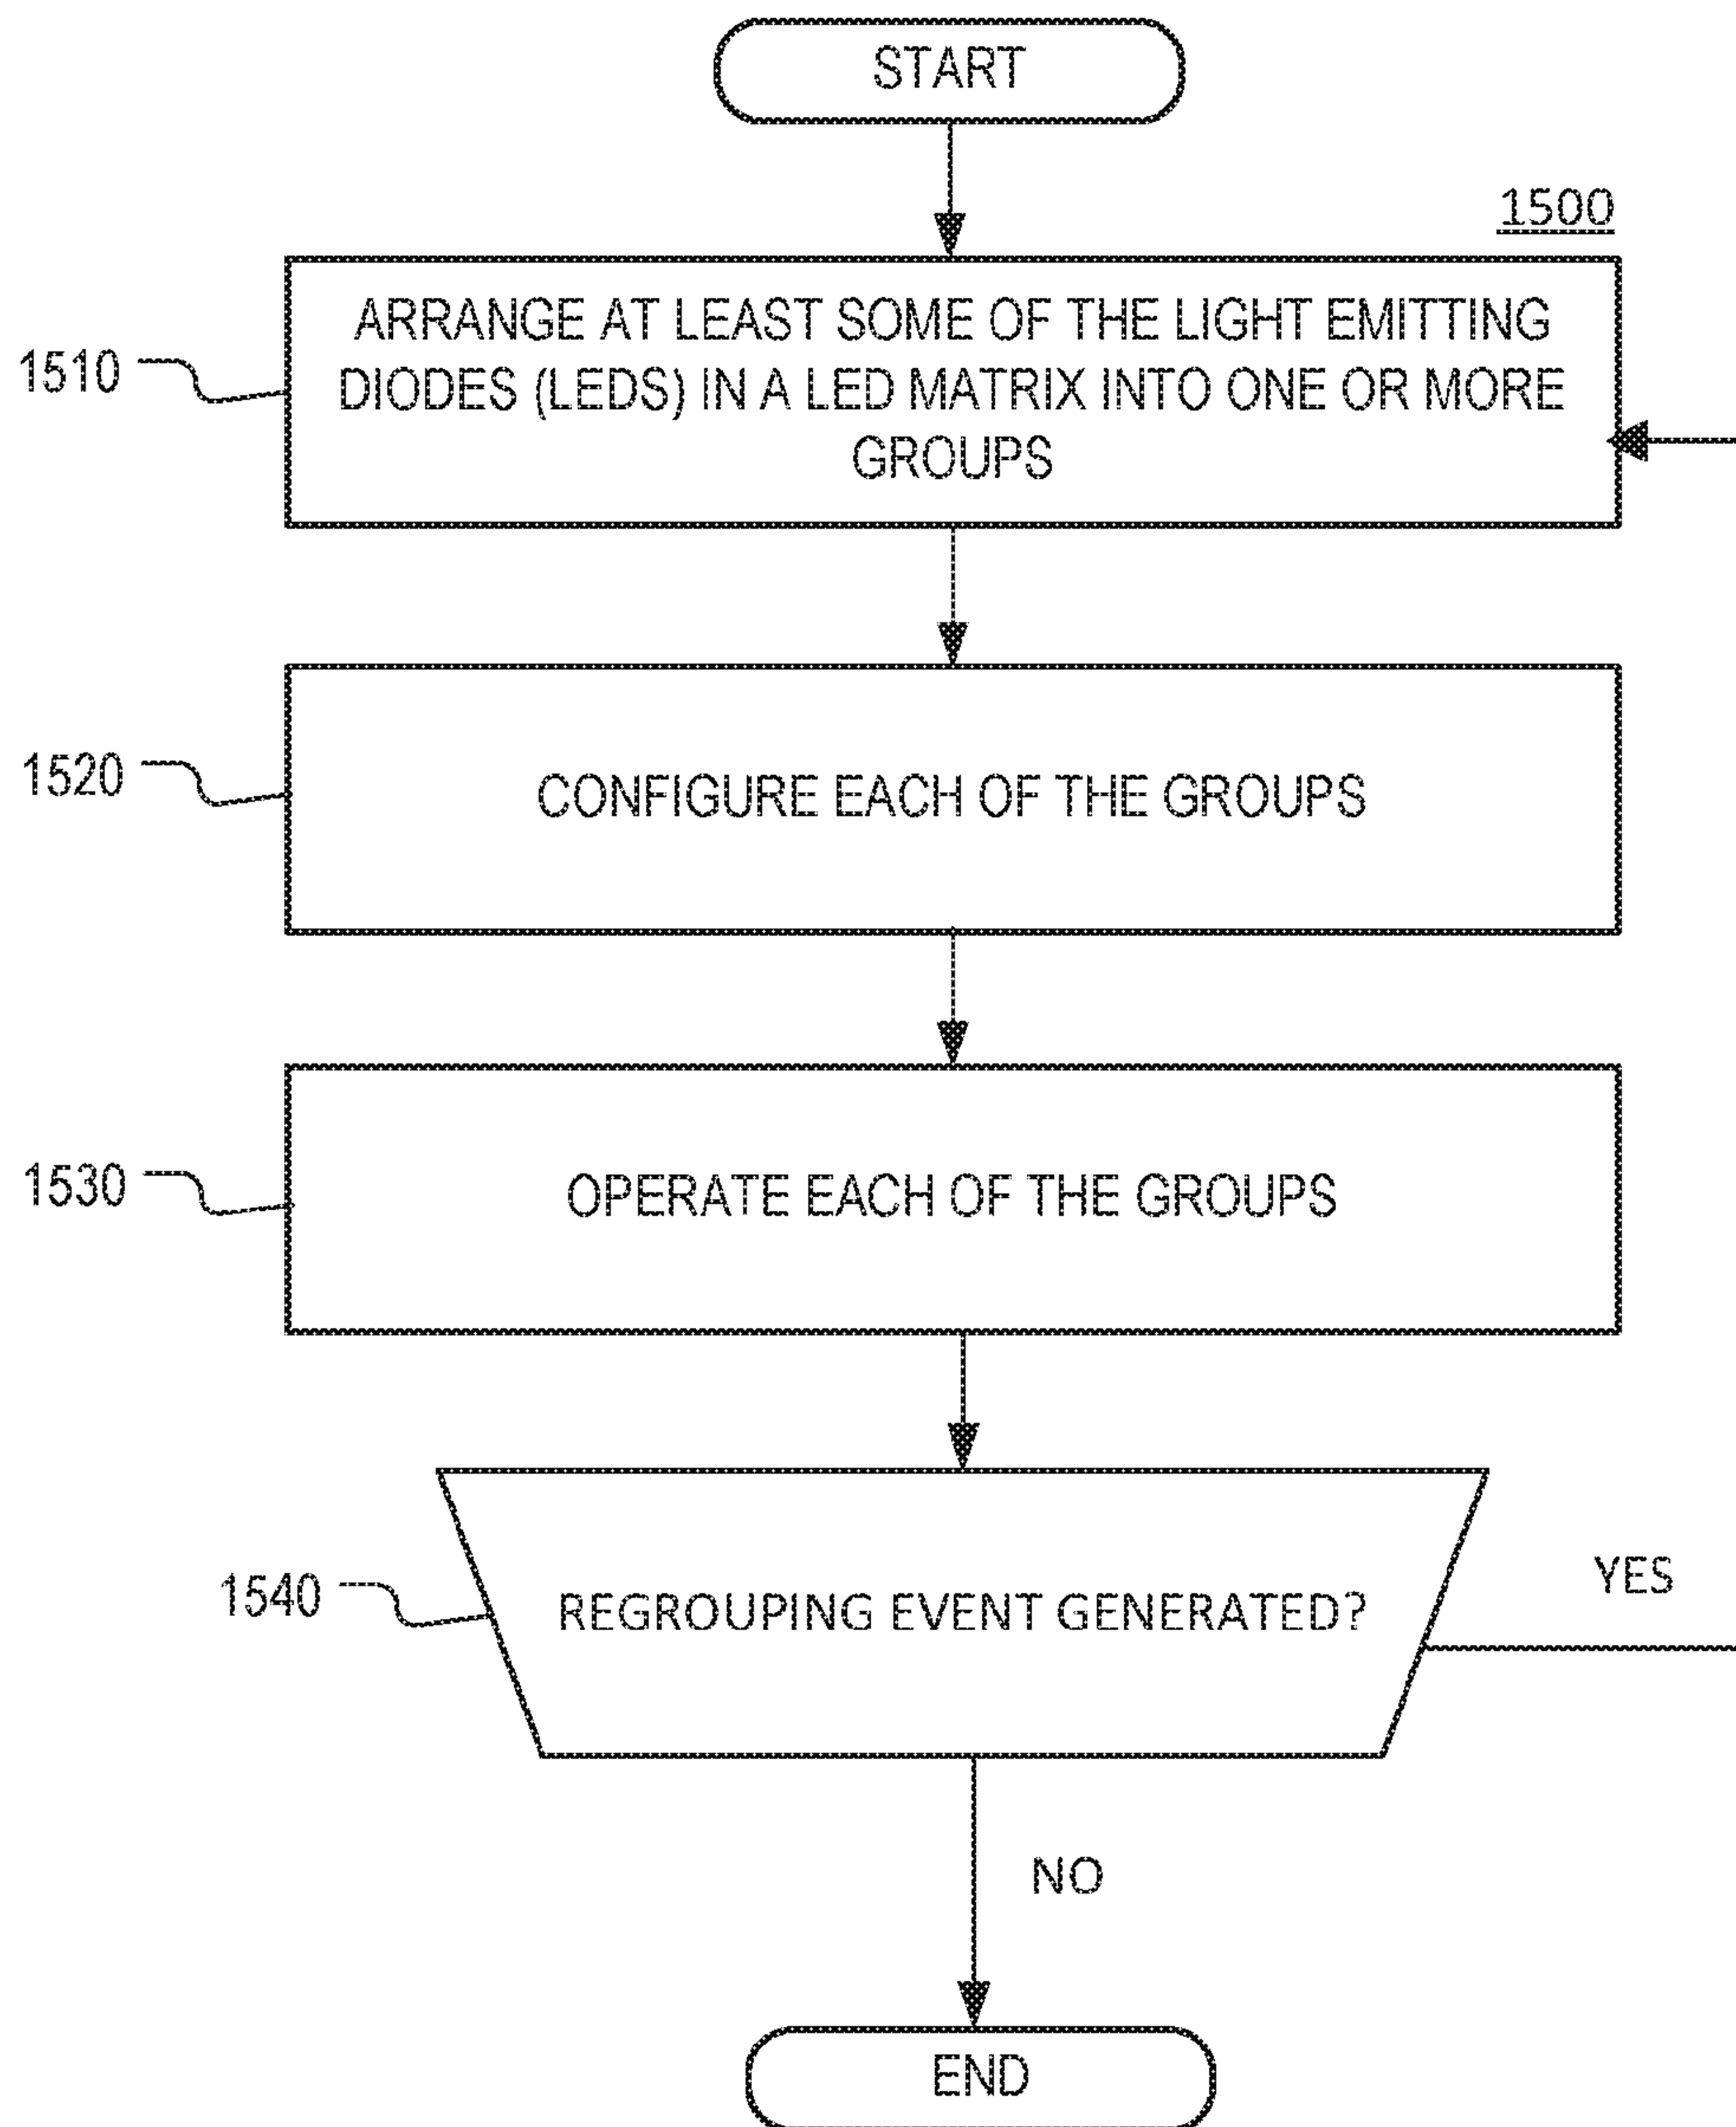 START
1500
ARRANGE AT LEAST SOME OF THE LIGHT EMITTING
DIODES (LEDS) IN A LED MATRIX INTO ONE OR MORE
GROUPS
1510
CONFIGURE EACH OF THE GROUPS
1520
OPERATE EACH OF THE GROUPS
1530
REGROUPING EVENT GENERATED?
1540
YES
NO
END